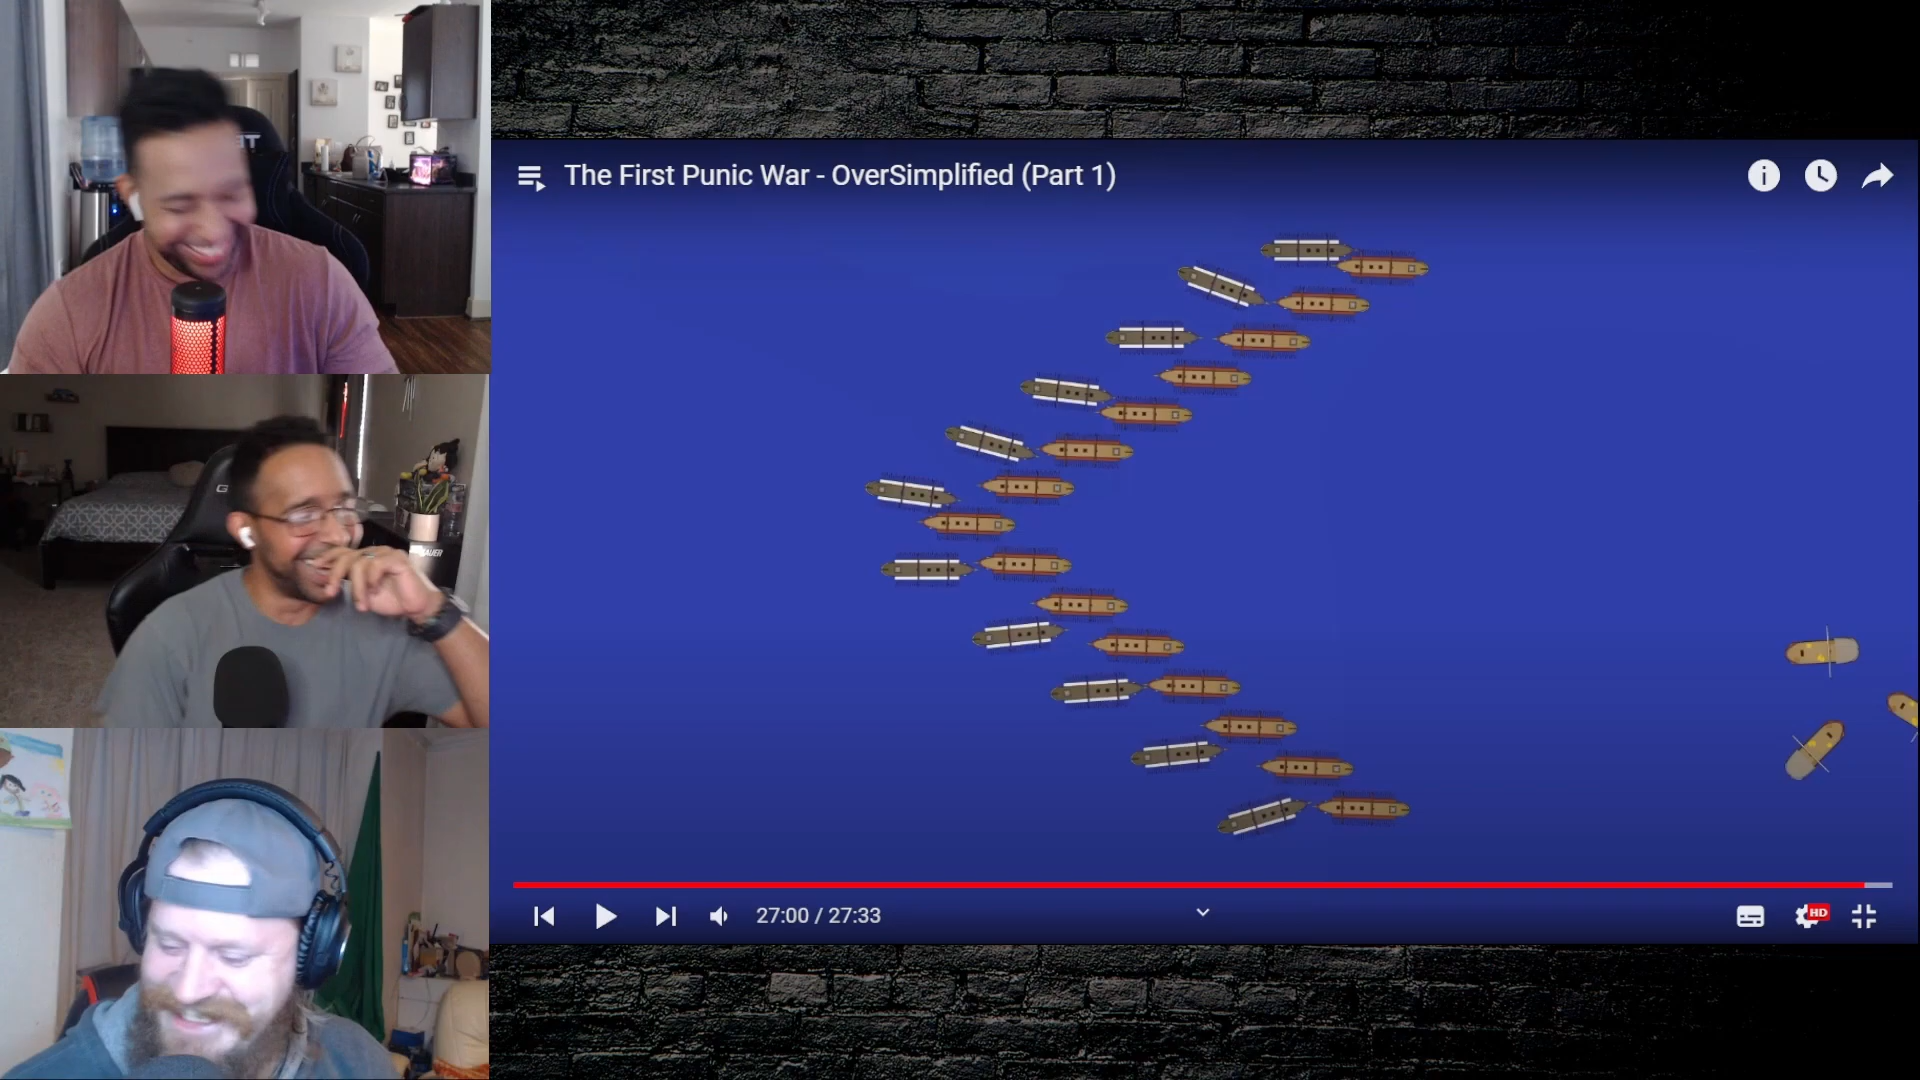 The First Punic War - OverSimplified (Part 1)
27:00 / 27:33
HD